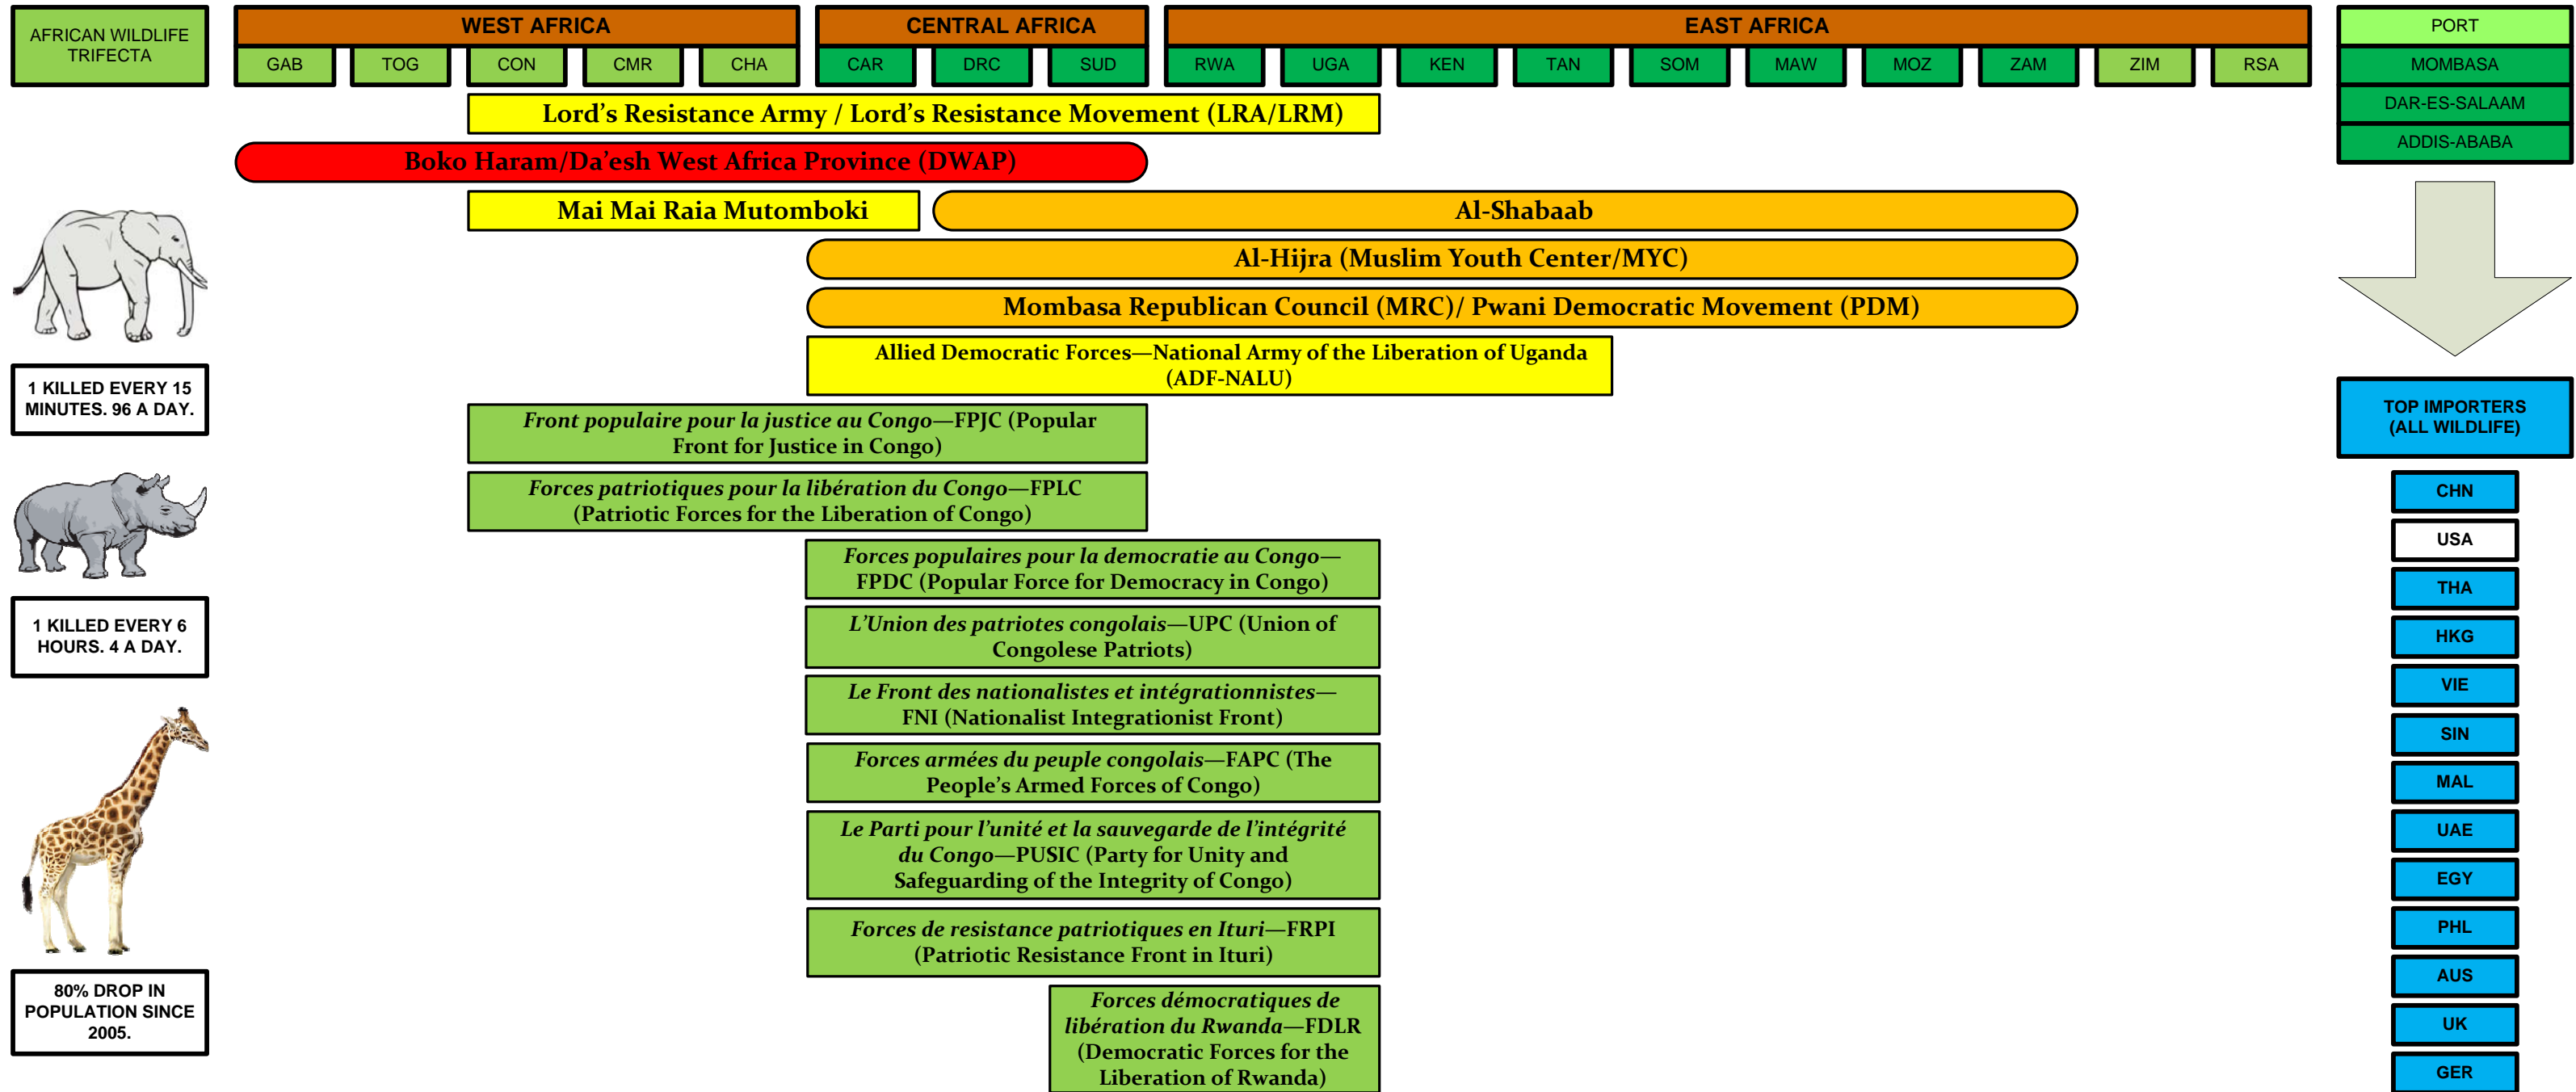 AFRICAN WILDLIFE
TRIFECTA
WEST AFRICA
CENTRAL AFRICA
EAST AFRICA
PORT
GAB
TOG
CON
CMR
CHA
CAR
DRC
SUD
RWA
UGA
KEN
TAN
SOM
MAW
MOZ
ZAM
ZIM
RSA
MOMBASA
DAR-ES-SALAAM
ADDIS-ABABA
Lord's Resistance Army / Lord's Resistance Movement (LRA/LRM)
Boko Haram/Da'esh West Africa Province (DWAP)
Mai Mai Raia Mutomboki
Al-Shabaab
Al-Hijra (Muslim Youth Center/MYC)
Mombasa Republican Council (MRC)/ Pwani Democratic Movement (PDM)
Allied Democratic Forces—National Army of the Liberation of Uganda
(ADF-NALU)
1 KILLED EVERY 15
MINUTES. 96 A DAY.
TOP IMPORTERS
(ALL WILDLIFE)
Front populaire pour la justice au Congo—FPJC (Popular
Front for Justice in Congo)
Forces patriotiques pour la libération du Congo—FPLC
(Patriotic Forces for the Liberation of Congo)
Forces populaires pour la democratie au Congo—
FPDC (Popular Force for Democracy in Congo)
L'Union des patriotes congolais—UPC (Union of
Congolese Patriots)
1 KILLED EVERY 6
HOURS. 4 A DAY.
Le Front des nationalistes et intégrationnistes—
FNI (Nationalist Integrationist Front)
Forces armées du peuple congolais—FAPC (The
People's Armed Forces of Congo)
Le Parti pour l'unité et la sauvegarde de l'intégrité
du Congo—PUSIC (Party for Unity and
Safeguarding of the Integrity of Congo)
Forces de resistance patriotiques en Ituri—FRPI
(Patriotic Resistance Front in Ituri)
80% DROP IN
POPULATION SINCE
2005.
Forces démocratiques de
libération du Rwanda—FDLR
(Democratic Forces for the
Liberation of Rwanda)
CHN
USA
THA
HKG
VIE
SIN
MAL
UAE
EGY
PHL
AUS
UK
GER